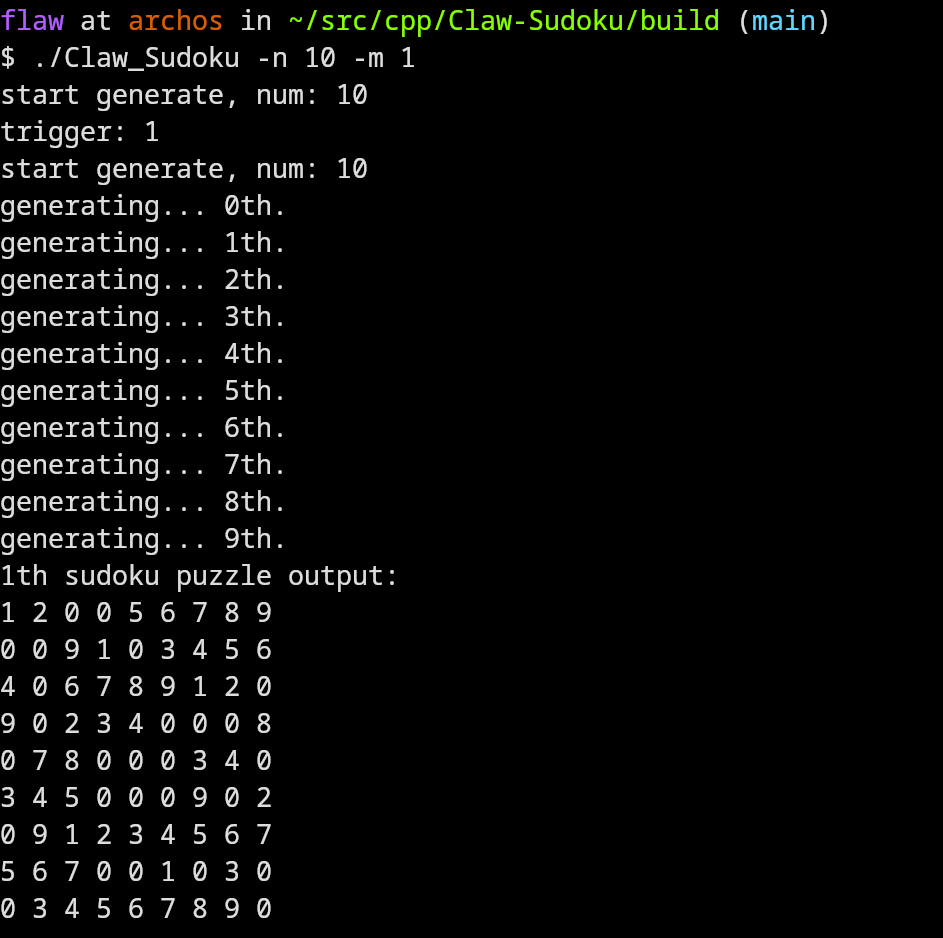 flaw at archos in ~/src/cpp/Claw-Sudoku/build (main)
$ ./Claw_Sudoku -n 10 -m 1
start generate, num: 10
trigger: 1
start generate, num: 10
generating... 0th.
generating... 1th.
generating... 2th.
generating... 3th.
generating... 4th.
generating... 5th.
generating... 6th.
generating... 7th.
generating... 8th.
generating... 9th.
1th sudoku puzzle output:
1 2 0 0 5 6 7 8 9
0 0 9 1 0 3 4 5 6
4 0 6 7 8 9 1 2 0
9 0 2 3 4 0 0 0 8
0 7 8 0 0 0 3 4 0
3 4 5 0 0 0 9 0 2
0 9 1 2 3 4 5 6 7
5 6 7 0 0 1 0 3 0
0 3 4 5 6 7 8 9 0